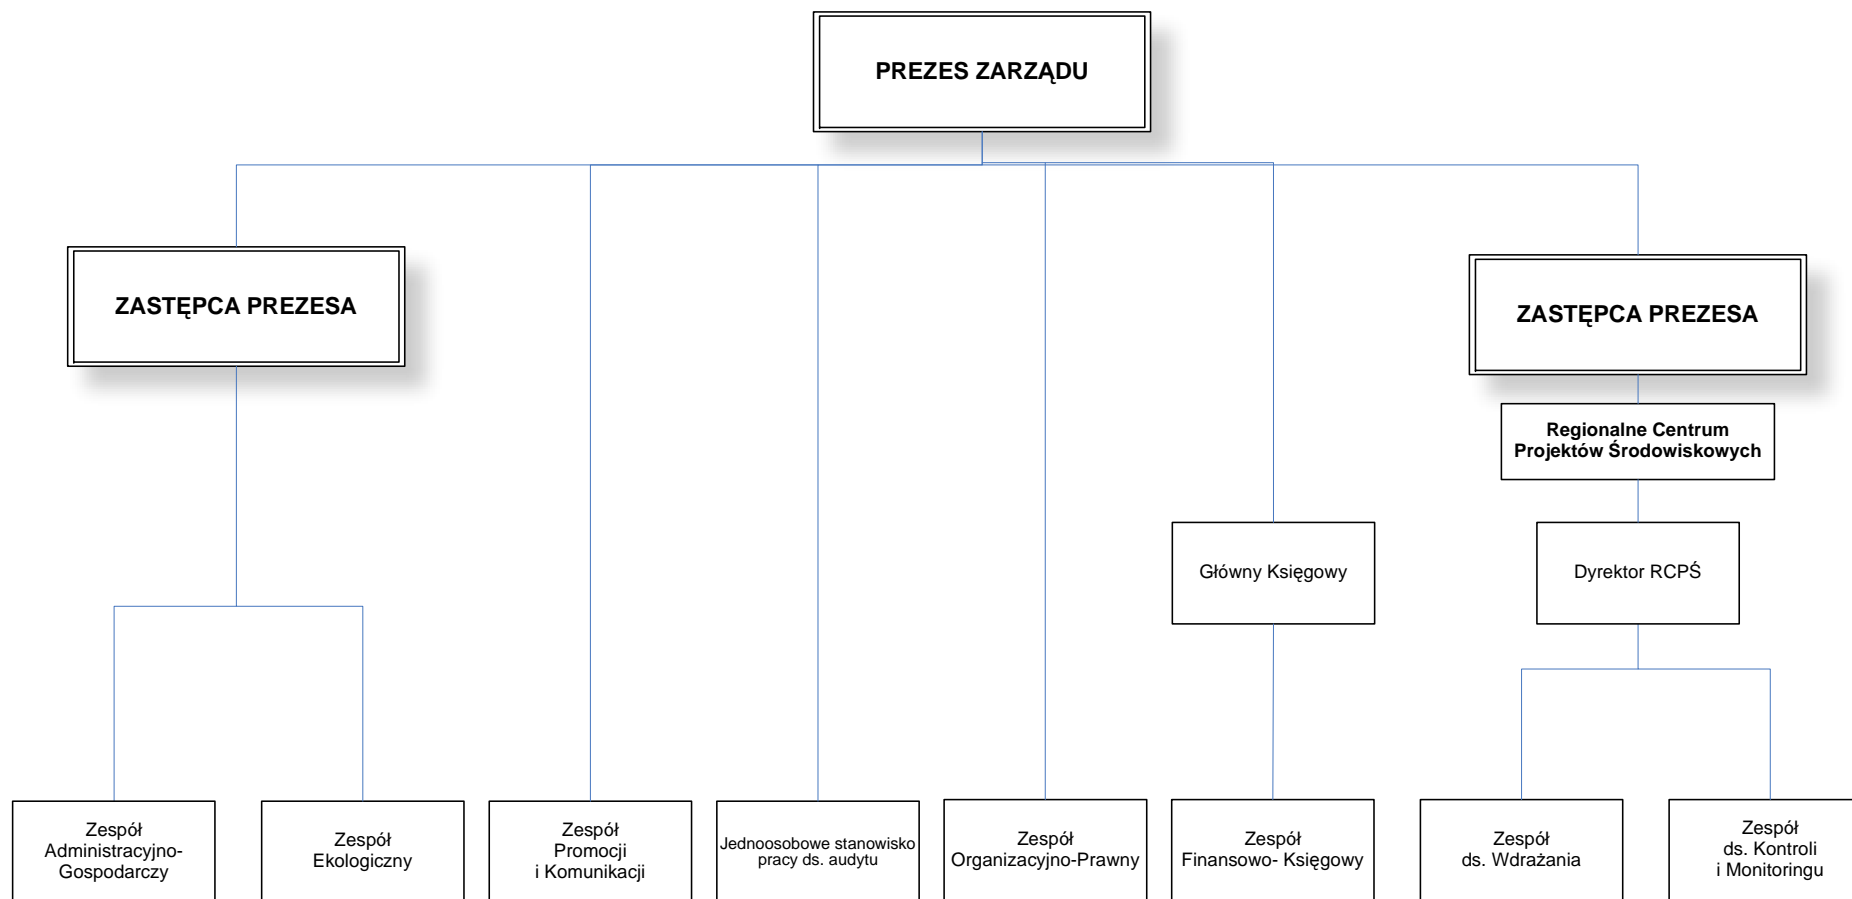 PREZES ZARZĄDU
ZASTĘPCA PREZESA
ZASTĘPCA PREZESA
Regionalne Centrum
Projektów Środowiskowych
Główny Księgowy
Dyrektor RCPŚ
Zespół
Administracyjno-
Gospodarczy
Zespół
Ekologiczny
Zespół
Promocji
i Komunikacji
Jednoosobowe stanowisko
pracy ds. audytu
Zespół
Organizacyjno-Prawny
Zespół
Finansowo- Księgowy
Zespół
ds. Wdrażania
Zespół
ds. Kontroli
i Monitoringu